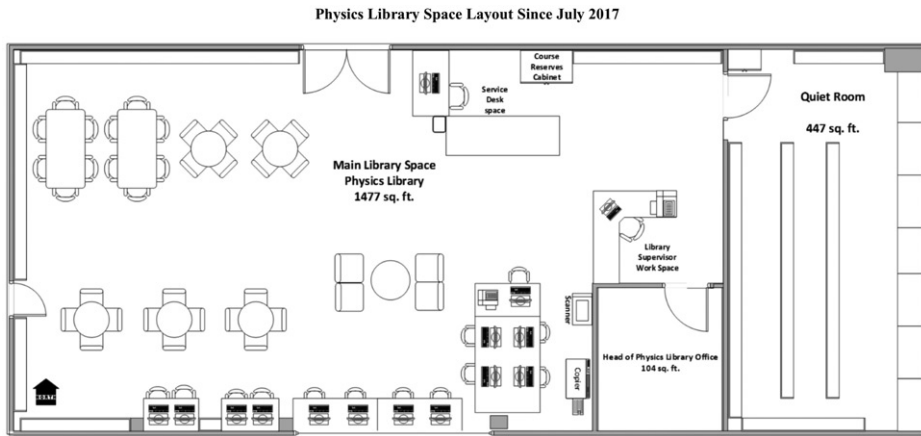 Physics Library Space Layout Since July 2017
Course
Reserves
Cabinet
Service
Desk
space
Quiet Room
447 sq. ft.
Main Library Space
Physics Library
1477 sq. ft.
Library
Supervisor
Work Space
Scanner
Head of Physics Library Office
104 sq. ft.
Copier
NORTH